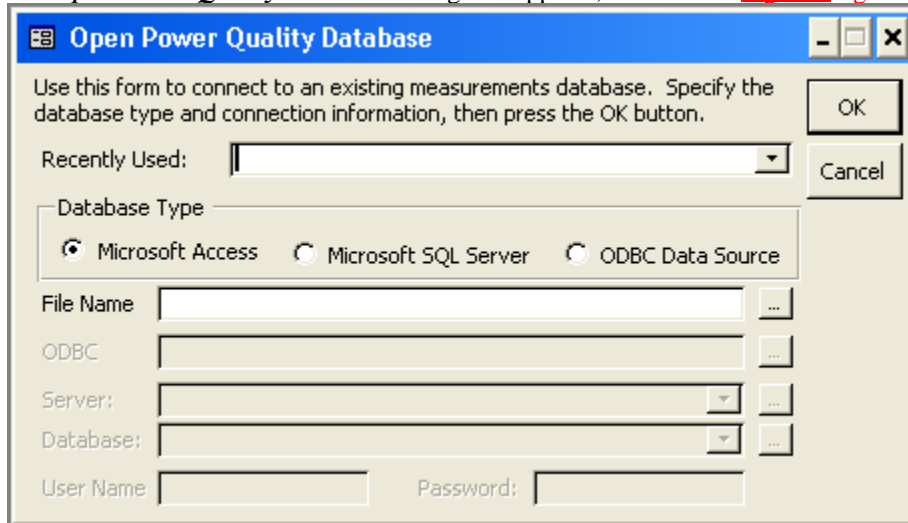 Open Power Quality Database
Use this form to connect to an existing measurements database. Specify the
database type and connection information, then press the OK button.
OK
Recently Used:
Cancel
Database Type
Microsoft Access Microsoft SQL Server ODBC Data Source
File Name ...
ODBC ...
Server: ...
Database: ...
User Name Password: